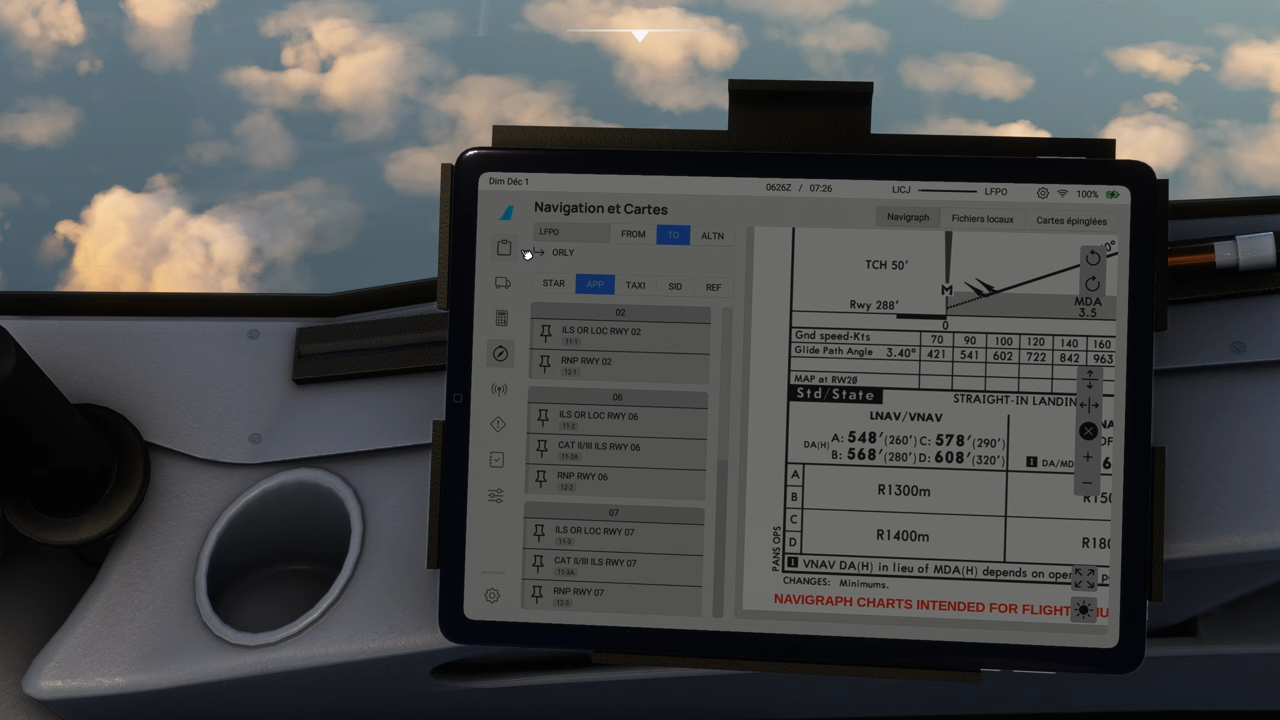 Dim Déc 1
0626Z / 07:26
LICJ
LFPO
100%
Navigation et Cartes
Navigraph
Fichiers locaux
Cartes épinglées
LFPO
FROM
TO
ALTN
ORLY
STAR
APP
TAXI
SID
REF
02
ILS OR LOC RWY 02
11-1
RNP RWY 02
12-1
06
ILS OR LOC RWY 06
11-2
CAT II/III ILS RWY 06
11-2A
RNP RWY 06
12-2
07
ILS OR LOC RWY 07
11-3
CAT II/III ILS RWY 07
11-3A
RNP RWY 07
12-3
TCH 50'
M
Rwy 288'
0
MDA
3.5
Gnd speed-Kts 70 90 100 120 140 160
Glide Path Angle 3.40° 421 541 602 722 842 963
MAP at RW20
Std/State
STRAIGHT-IN LANDIN
LNAV/VNAV
DA(H) A: 548'(260') C: 578'(290')
B: 568'(280') D: 608'(320')
DA/MD
A
B
R1300m
C
D
R1400m
R180
PANS OPS
VNAV DA(H) in lieu of MDA(H) depends on oper
CHANGES: Minimums.
NAVIGRAPH CHARTS INTENDED FOR FLIGHT